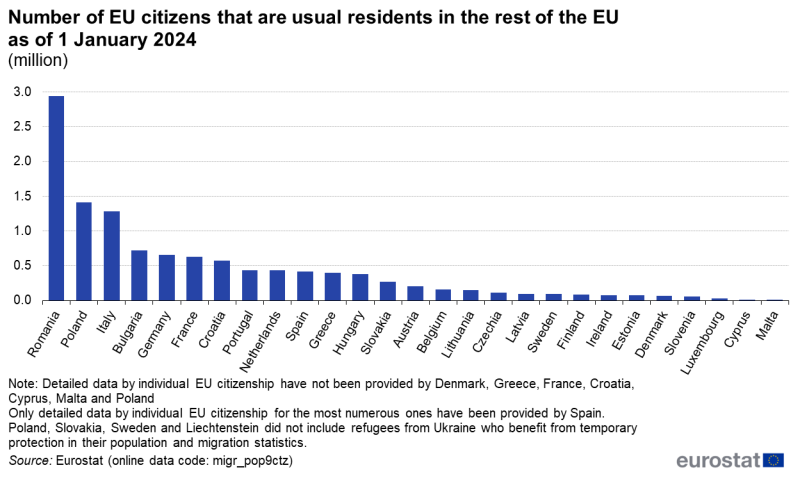 Number of EU citizens that are usual residents in the rest of the EU
as of 1 January 2024
(million)
3.0
2.5
2.0
1.5
1.0
0.5
0.0
Romania
Poland
Italy
Bulgaria
Germany
France
Croatia
Portugal
Netherlands
Spain
Greece
Hungary
Slovakia
Austria
Belgium
Lithuania
Czechia
Latvia
Sweden
Finland
Ireland
Estonia
Denmark
Slovenia
Luxembourg
Cyprus
Malta
Note: Detailed data by individual EU citizenship have not been provided by Denmark, Greece, France, Croatia,
Cyprus, Malta and Poland
Only detailed data by individual EU citizenship for the most numerous ones have been provided by Spain.
Poland, Slovakia, Sweden and Liechtenstein did not include refugees from Ukraine who benefit from temporary
protection in their population and migration statistics.
Source: Eurostat (online data code: migr_pop9ctz)
eurostat